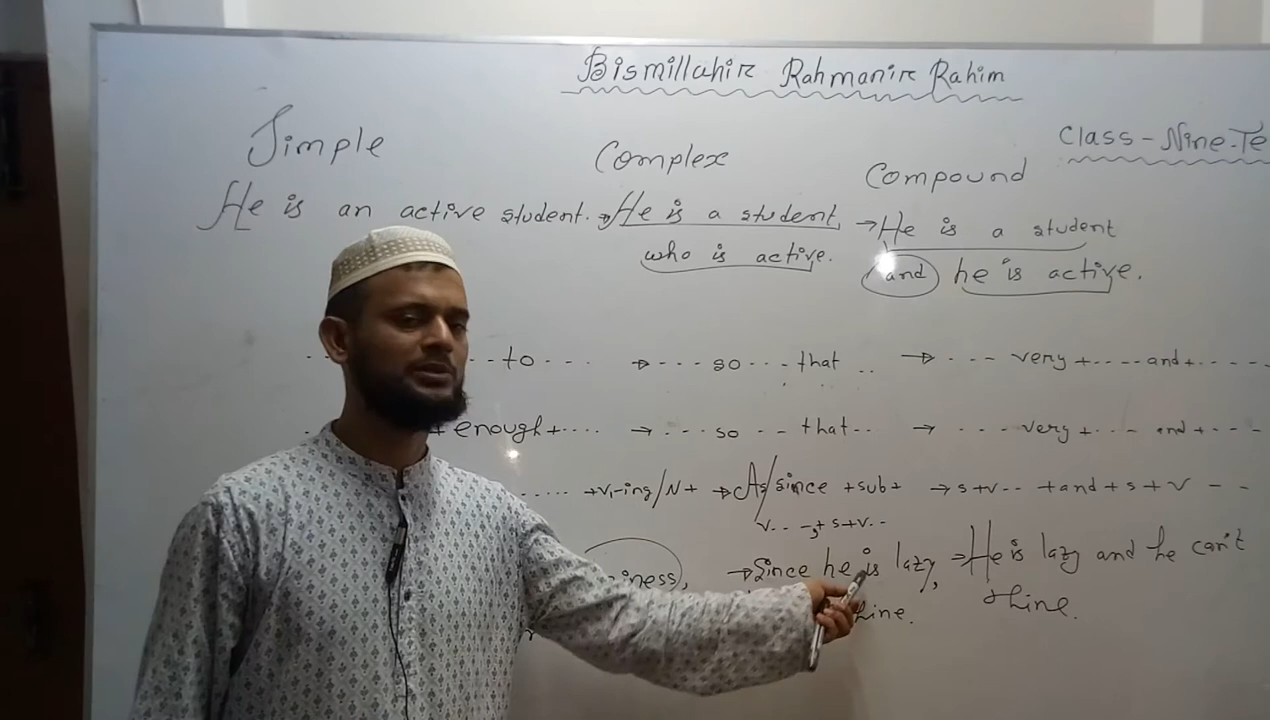 Bismillahir Rahmanir Rahim
Class-Nine-Te
Simple
Complex
Compound
He is an active student. → He is a student, → He is a student
who is active.
and he is active.
-- to --- → --- so --- that .. → --- very + ---- and + ----
+ enough + .... → --- so -- that -- → --- very + --- and + ---
..... + v-ing/N + → As/since + sub + → s+v-- + and + s + v --
v-- -, + s+v--
iness, → Since he is lazy, → He is lazy and he can't
hine. shine.